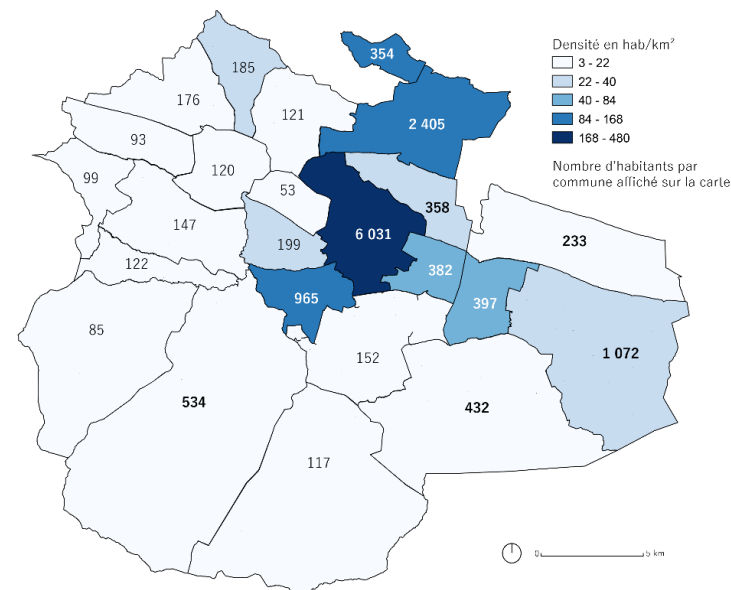 354
185
Densité en hab/km²
3 - 22
22 - 40
40 - 84
84 - 168
168 - 480
Nombre d'habitants par
commune affiché sur la carle
176
121
2 405
93
120
99
53
358
147
6 031
199
233
122
382
965
397
85
152
1 072
534
432
117
0
5 km